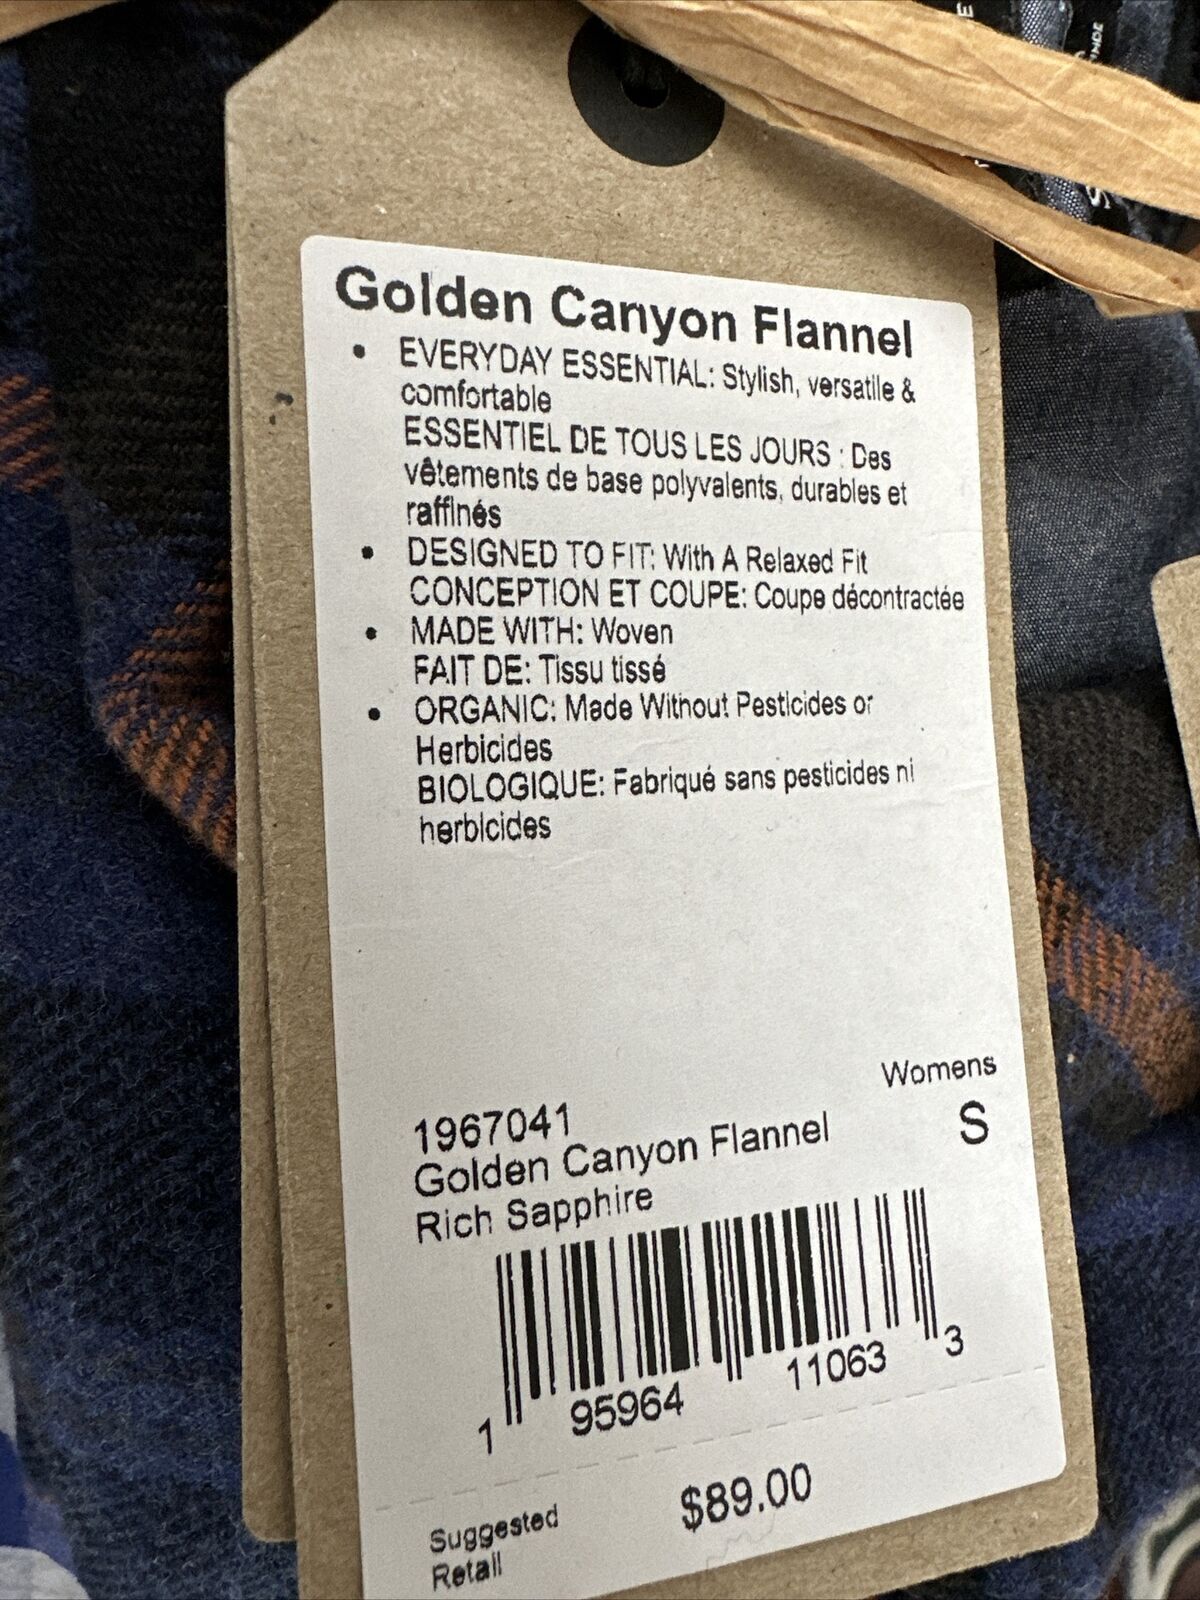 Golden Canyon Flannel
• EVERYDAY ESSENTIAL: Stylish, versatile &
comfortable
ESSENTIEL DE TOUS LES JOURS : Des
vêtements de base polyvalents, durables et
raffinés
• DESIGNED TO FIT: With A Relaxed Fit
CONCEPTION ET COUPE: Coupe décontractée
• MADE WITH: Woven
FAIT DE: Tissu tissé
• ORGANIC: Made Without Pesticides or
Herbicides
BIOLOGIQUE: Fabriqué sans pesticides ni
herbicides
Womens
S
1967041
Golden Canyon Flannel
Rich Sapphire
1 95964 11063 3
Suggested
Retail
$89.00